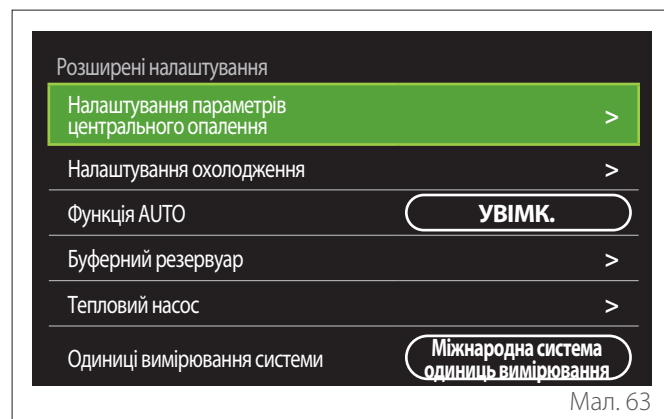 Розширені налаштування
Налаштування параметрів
центрального опалення >
Налаштування охолодження >
Функція AUTO УВІМК.
Буферний резервуар >
Тепловий насос >
Одиниці вимірювання системи Міжнародна система
одиниць вимірювання
Мал. 63